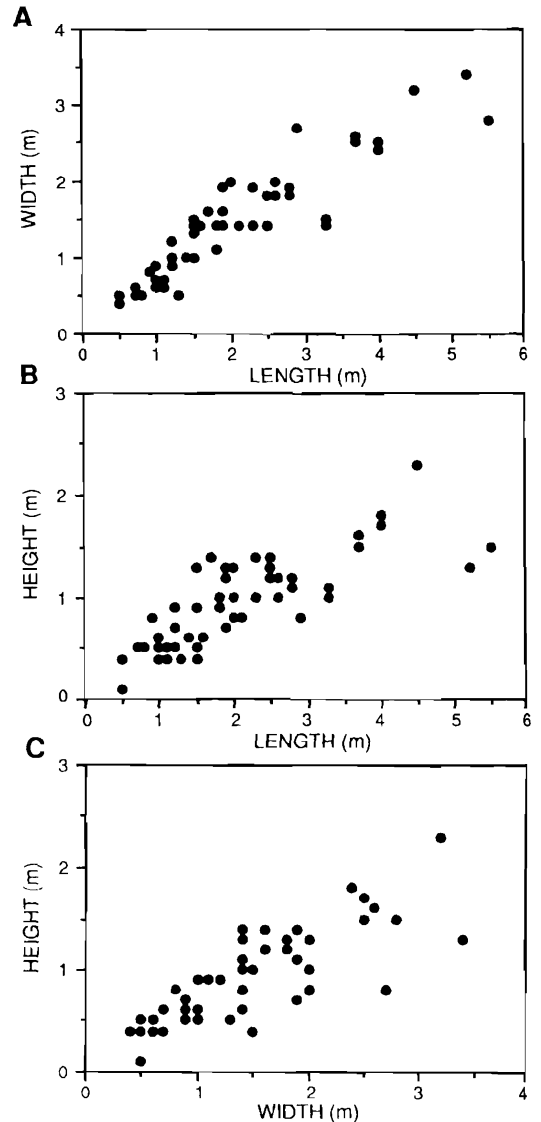 A
4
3
2
1
0
WIDTH (m)
0 1 2 3 4 5 6
LENGTH (m)
B
3
2
1
0
HEIGHT (m)
0 1 2 3 4 5 6
LENGTH (m)
C
3
2
1
0
HEIGHT (m)
0 1 2 3 4
WIDTH (m)